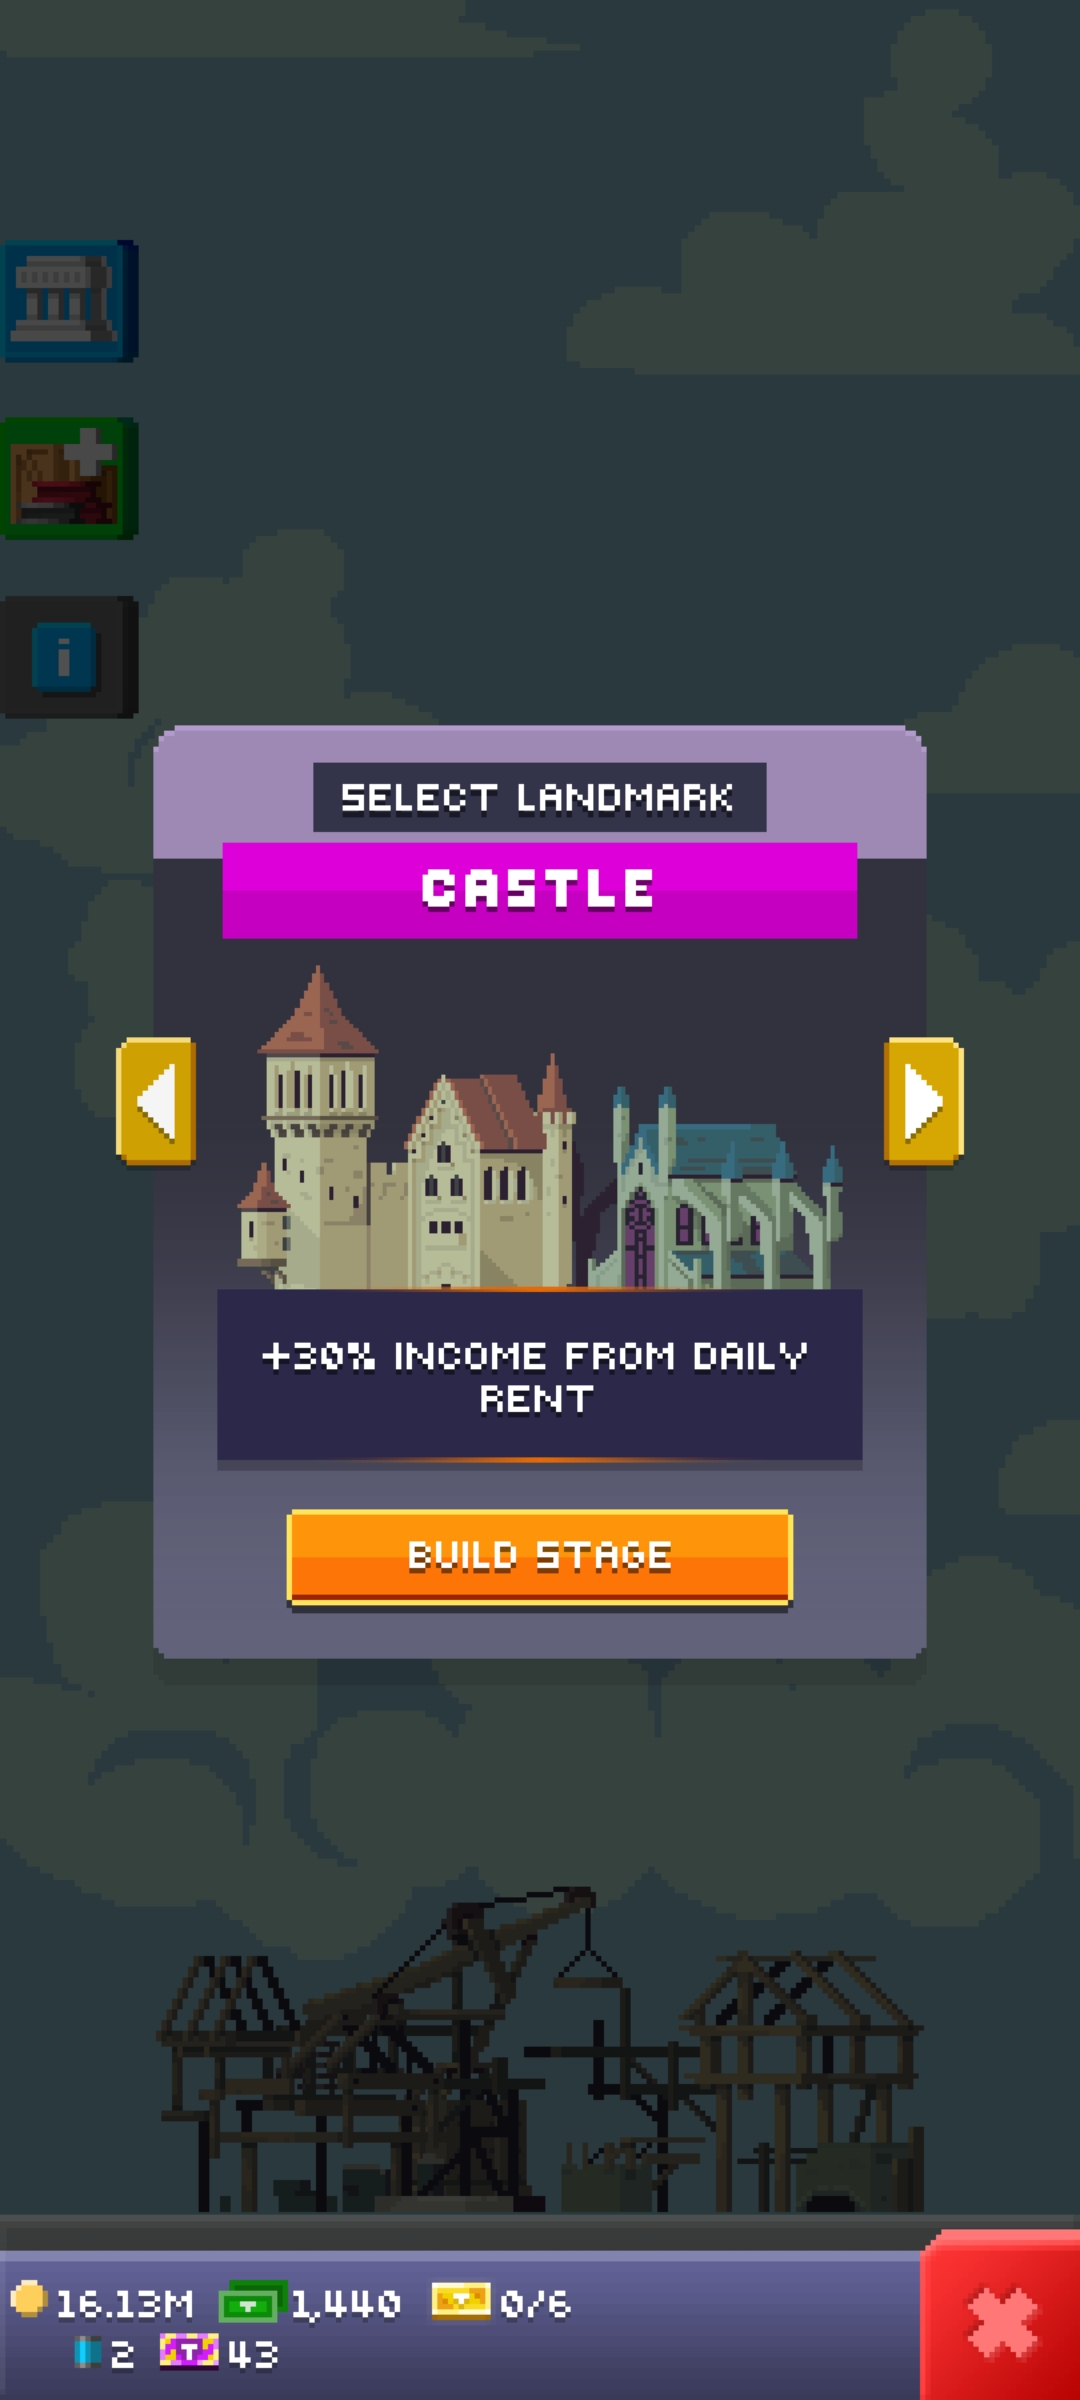 SELECT LANDMARK
CASTLE
+30% INCOME FROM DAILY
RENT
BUILD STAGE
16.13M 1,440 0/6
2 43